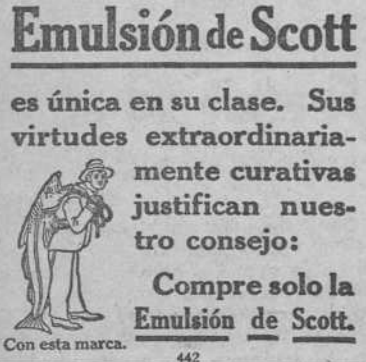 Emulsión de Scott
es única en su clase. Sus
virtudes extraordinaria-
mente curativas
justifican nues-
tro consejo:
Compre solo la
Emulsión de Scott.
Con esta marca.
442